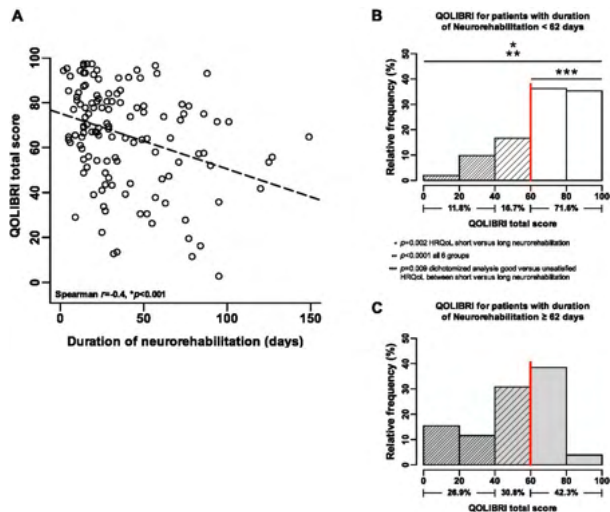 A
QOLIBRI total score
100
80
60
40
20
0
Spearman r=-0.4, *p<0.001
0
50
100
150
Duration of neurorehabilitation (days)
B
QOLIBRI for patients with duration
of Neurorehabilitation < 62 days
Relative frequency (%)
50
40
30
20
10
0
*
**
***
0 20 40 60 80 100
11.8% 16.7% 71.6%
QOLIBRI total score
* p=0.002 HRQoL short versus long neurorehabilitation
** p<0.0001 all 6 groups
*** p=0.009 dichotomized analysis good versus unsatisfied
HRQoL between short versus long neurorehabilitation
C
QOLIBRI for patients with duration
of Neurorehabilitation ≥ 62 days
Relative frequency (%)
50
40
30
20
10
0
0 20 40 60 80 100
26.9% 30.8% 42.3%
QOLIBRI total score